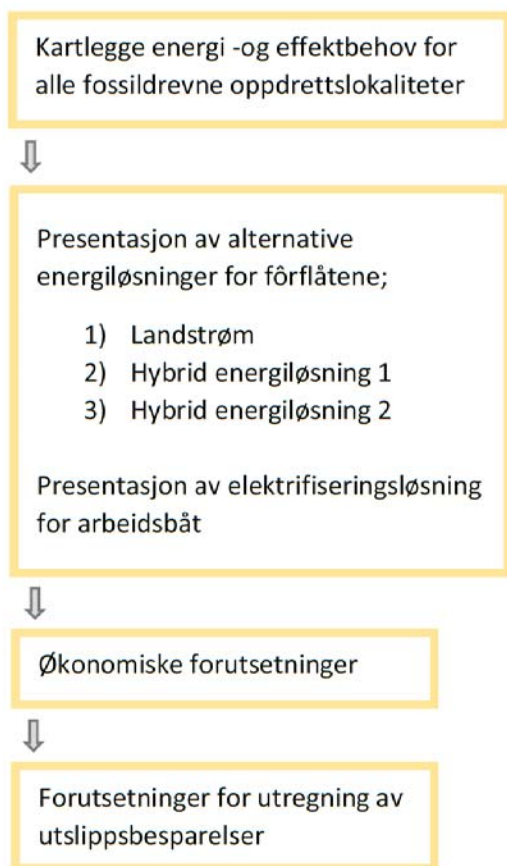 Kartlegge energi -og effektbehov for
alle fossildrevne oppdrettslokaliteter
Presentasjon av alternative
energiløsninger for fôrflåtene;
1) Landstrøm
2) Hybrid energiløsning 1
3) Hybrid energiløsning 2
Presentasjon av elektrifiseringsløsning
for arbeidsbåt
Økonomiske forutsetninger
Forutsetninger for utregning av
utslippsbesparelser